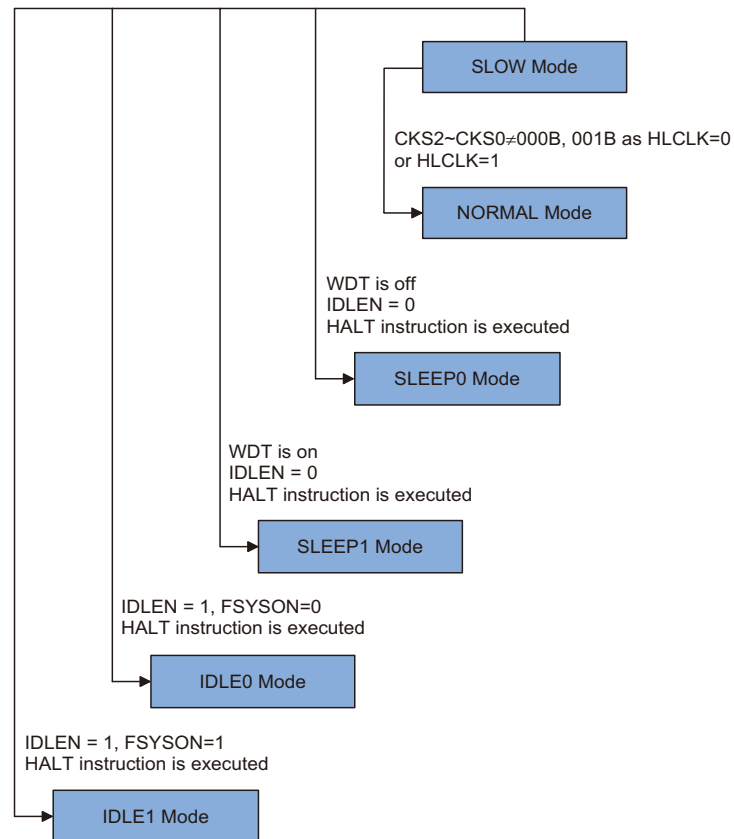 SLOW Mode
CKS2~CKS0≠000B, 001B as HLCLK=0
or HLCLK=1
NORMAL Mode
WDT is off
IDLEN = 0
HALT instruction is executed
SLEEP0 Mode
WDT is on
IDLEN = 0
HALT instruction is executed
SLEEP1 Mode
IDLEN = 1, FSYSON=0
HALT instruction is executed
IDLE0 Mode
IDLEN = 1, FSYSON=1
HALT instruction is executed
IDLE1 Mode